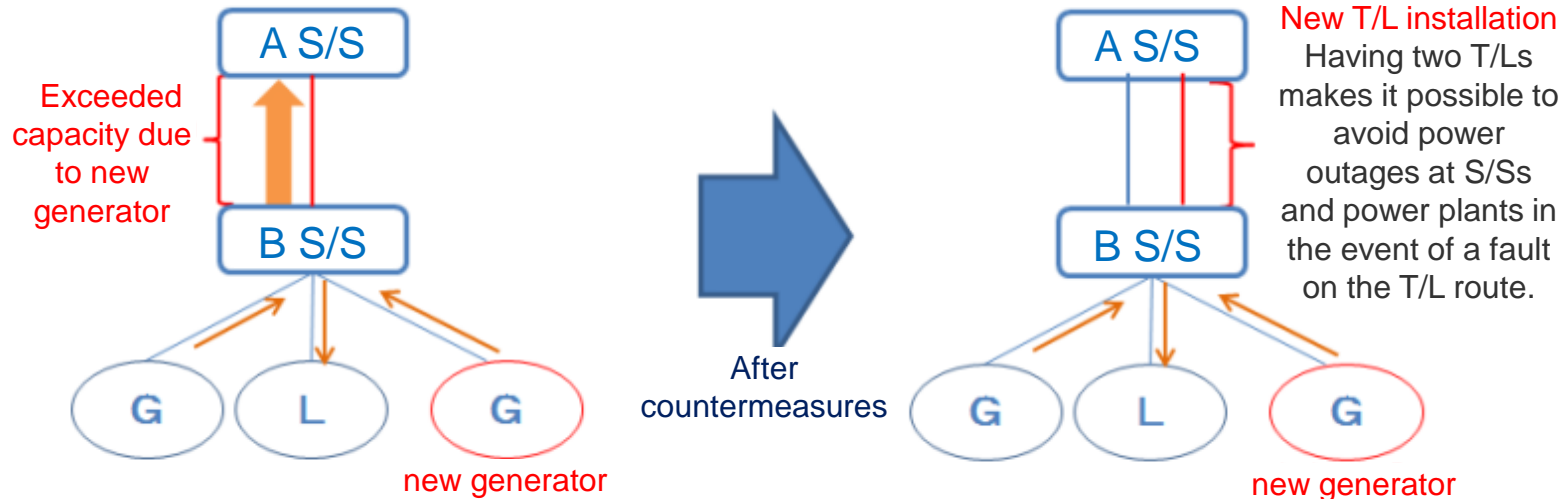 A S/S
Exceeded
capacity due
to new
generator
B S/S
G
L
G
new generator
After
countermeasures
A S/S
B S/S
G
L
G
new generator
New T/L installation
Having two T/Ls
makes it possible to
avoid power
outages at S/Ss
and power plants in
the event of a fault
on the T/L route.